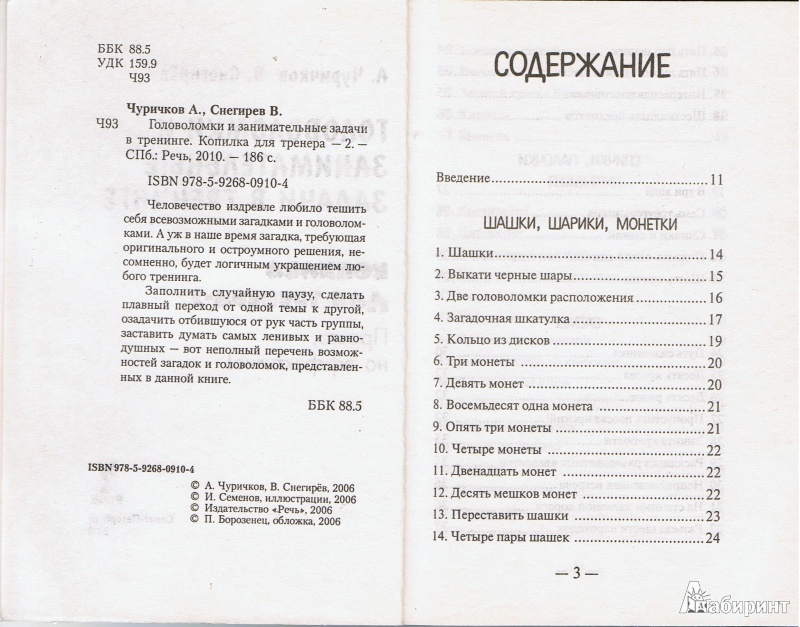 ББК 88.5
УДК 159.9
Ч93
Чуричков А., Снегирев В.
Ч93 Головоломки и занимательные задачи
в тренинге. Копилка для тренера — 2. —
СПб.: Речь, 2010. — 186 с.
ISBN 978-5-9268-0910-4
Человечество издревле любило тешить
себя всевозможными загадками и головолом-
ками. А уж в наше время загадка, требующая
оригинального и остроумного решения, не-
сомненно, будет логичным украшением лю-
бого тренинга.
Заполнить случайную паузу, сделать
плавный переход от одной темы к другой,
озадачить отбившуюся от рук часть группы,
заставить думать самых ленивых и равно-
душных – вот неполный перечень возмож-
ностей загадок и головоломок, представлен-
ных в данной книге.
ББК 88.5
ISBN 978-5-9268-0910-4
© А. Чуричков, В. Снегирёв, 2006
© И. Семенов, иллюстрации, 2006
© Издательство «Речь», 2006
© П. Борозенец, обложка, 2006
СОДЕРЖАНИЕ
Введение 11
ШАШКИ, ШАРИКИ, МОНЕТКИ
1. Шашки 14
2. Выкати черные шары 15
3. Две головоломки расположения 16
4. Загадочная шкатулка 17
5. Кольцо из дисков 19
6. Три монеты 20
7. Девять монет 20
8. Восемьдесят одна монета 21
9. Опять три монеты 21
10. Четыре монеты 22
11. Двенадцать монет 22
12. Десять мешков монет 22
13. Переставить шашки 23
14. Четыре пары шашек 24
— 3 —
Лабиринт